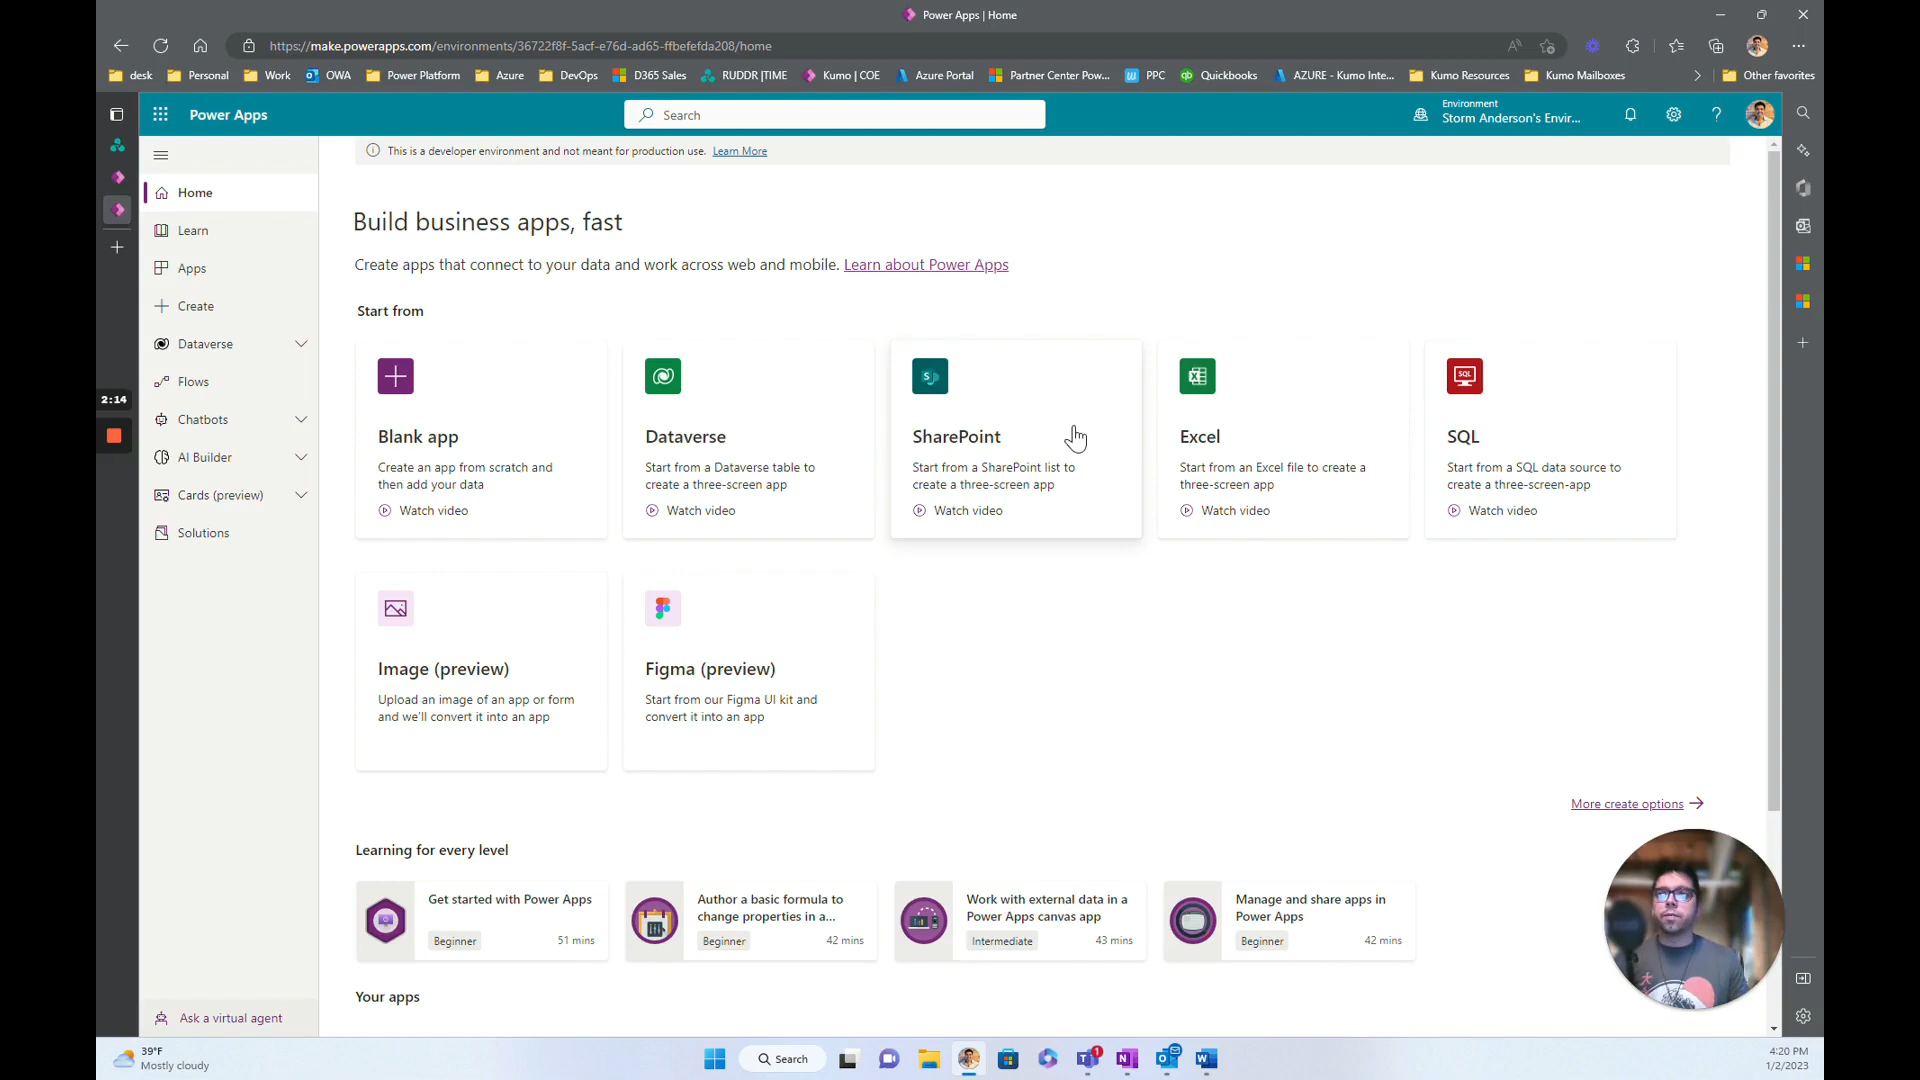 Power Apps | Home
https://make.powerapps.com/environments/36722f8f-5acf-e76d-ad65-ffbefefda208/home
desk
Personal
Work
OWA
Power Platform
Azure
DevOps
D365 Sales
RUDDR |TIME
Kumo | COE
Azure Portal
Partner Center Pow...
PPC
Quickbooks
AZURE - Kumo Inte...
Kumo Resources
Kumo Mailboxes
Other favorites
Power Apps
Search
Environment
Storm Anderson's Envir...
This is a developer environment and not meant for production use. Learn More
Home
Learn
Apps
Create
Dataverse
Flows
Chatbots
AI Builder
Cards (preview)
Solutions
Ask a virtual agent
2:14
Build business apps, fast
Create apps that connect to your data and work across web and mobile. Learn about Power Apps
Start from
Blank app
Create an app from scratch and
then add your data
Watch video
Dataverse
Start from a Dataverse table to
create a three-screen app
Watch video
SharePoint
Start from a SharePoint list to
create a three-screen app
Watch video
Excel
Start from an Excel file to create a
three-screen app
Watch video
SQL
SQL
Start from a SQL data source to
create a three-screen-app
Watch video
Image (preview)
Upload an image of an app or form
and we'll convert it into an app
Figma (preview)
Start from our Figma UI kit and
convert it into an app
More create options
Learning for every level
Get started with Power Apps
Beginner
51 mins
Author a basic formula to
change properties in a...
Beginner
42 mins
Work with external data in a
Power Apps canvas app
Intermediate
43 mins
Manage and share apps in
Power Apps
Beginner
42 mins
Your apps
39°F
Mostly cloudy
Search
1
4:20 PM
1/2/2023